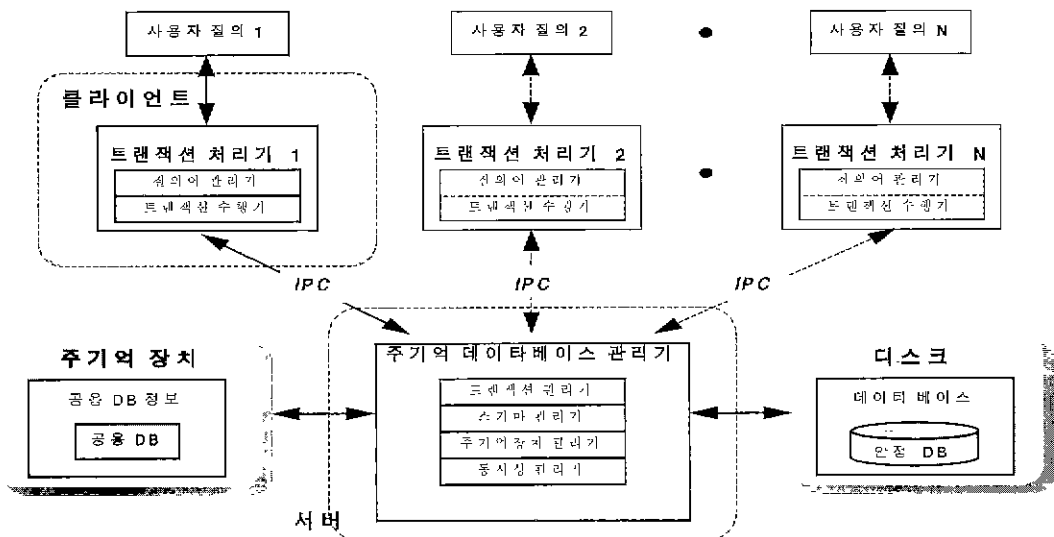 사용자 질의 1
사용자 질의 2
사용자 질의 N
클라이언트
트랜잭션 처리기 1
질의어 관리기
트랜잭션 수행기
트랜잭션 처리기 2
질의어 관리기
트랜잭션 수행기
트랜잭션 처리기 N
질의어 관리기
트랜잭션 수행기
IPC
IPC
IPC
주기억 장치
공용 DB 정보
공용 DB
주기억 데이타베이스 관리기
트랜잭션 관리기
스키마 관리기
주기억장치 관리기
동시성 관리기
서버
디스크
데이터 베이스
안정 DB